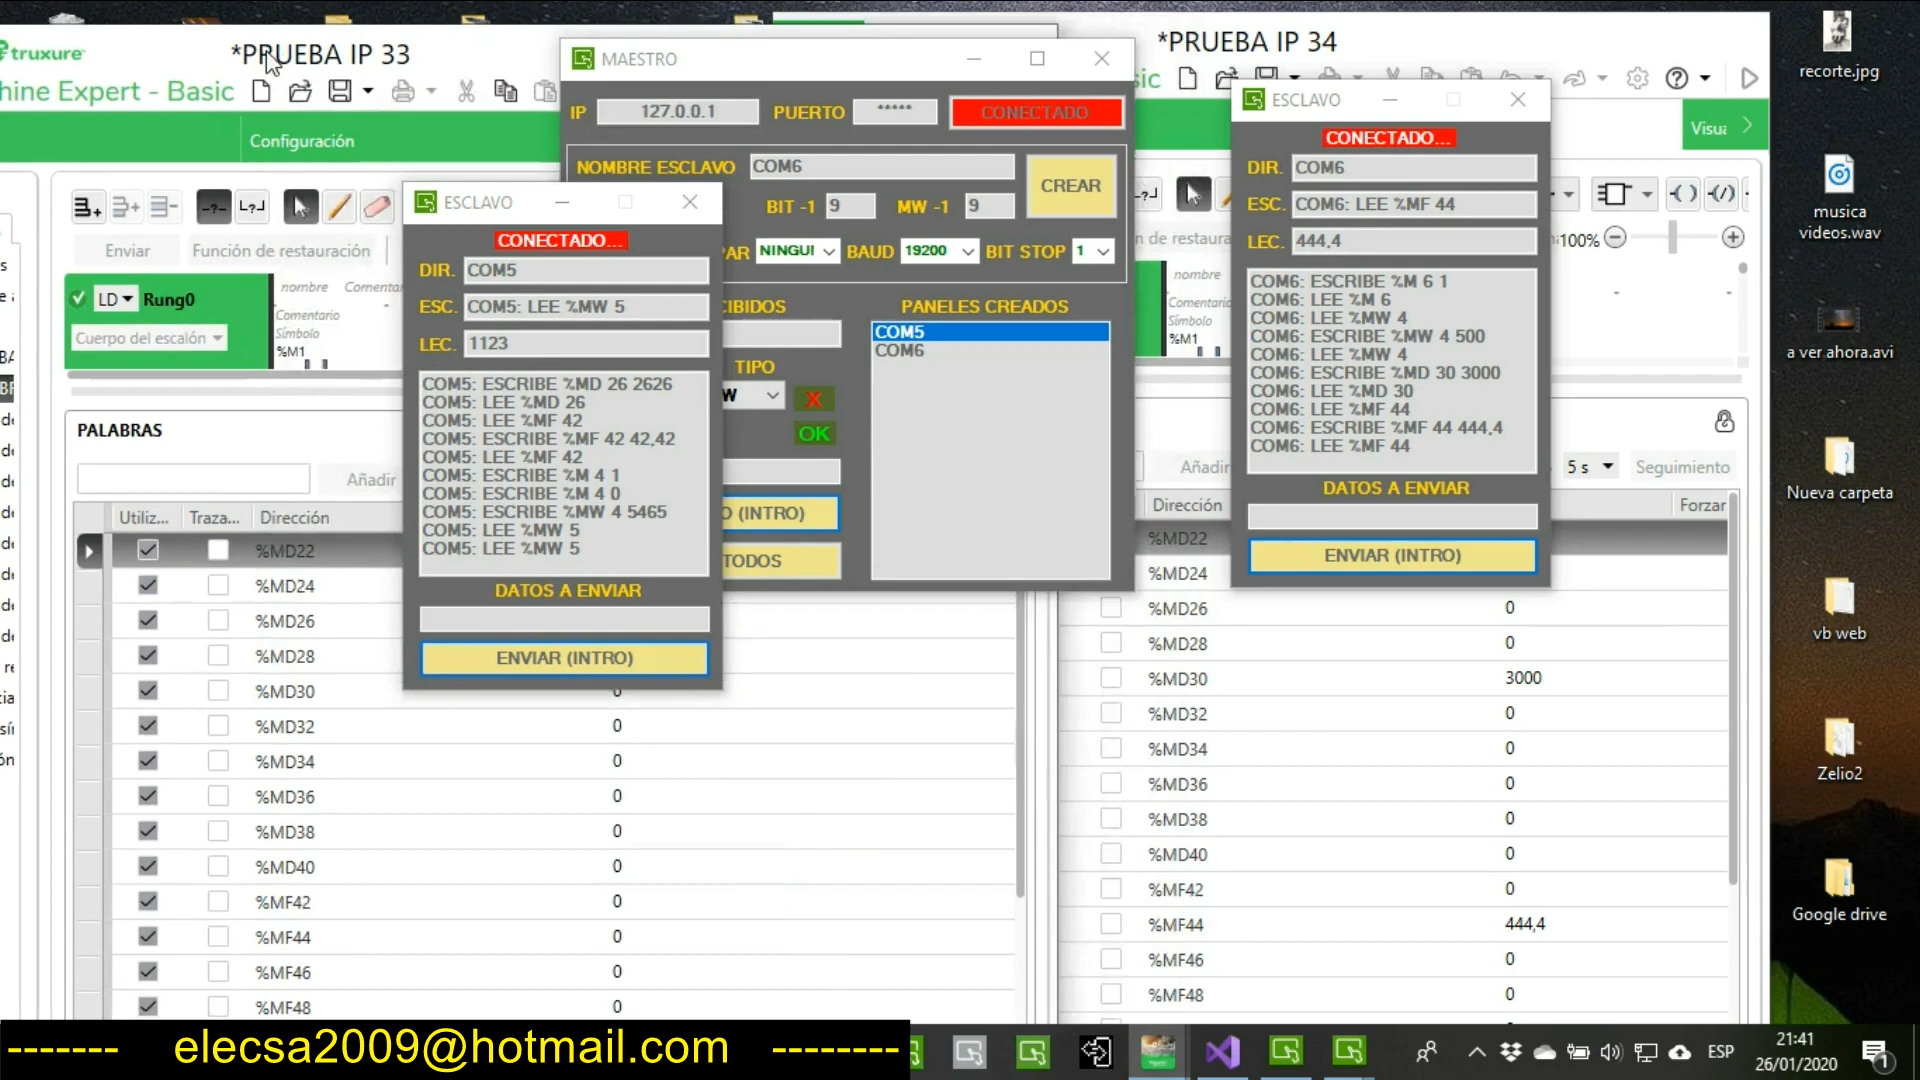 truxure
*PRUEBA IP 33
hine Expert - Basic
Configuración
Enviar
Función de restauración
LD
Rung0
Cuerpo del escalón
nombre
Comentar
Comentario
Símbolo
%M1
PALABRAS
Añadir
Utiliz...
Traza...
Dirección
%MD22
%MD24
%MD26
%MD28
%MD30 0
%MD32 0
%MD34 0
%MD36 0
%MD38 0
%MD40 0
%MF42 0
%MF44 0
%MF46 0
%MF48 0
MAESTRO
IP 127.0.0.1 PUERTO ***** CONECTADO
NOMBRE ESCLAVO COM6
CREAR
BIT -1 9 MW -1 9
PAR NINGUI BAUD 19200 BIT STOP 1
CIBIDOS
PANELES CREADOS
COM5
COM6
TIPO
W
X
OK
O (INTRO)
TODOS
ESCLAVO
CONECTADO...
DIR. COM5
ESC. COM5: LEE %MW 5
LEC. 1123
COM5: ESCRIBE %MD 26 2626
COM5: LEE %MD 26
COM5: LEE %MF 42
COM5: ESCRIBE %MF 42 42,42
COM5: LEE %MF 42
COM5: ESCRIBE %M 4 1
COM5: ESCRIBE %M 4 0
COM5: ESCRIBE %MW 4 5465
COM5: LEE %MW 5
COM5: LEE %MW 5
DATOS A ENVIAR
ENVIAR (INTRO)
*PRUEBA IP 34
sic
Visua
ESCLAVO
CONECTADO...
DIR. COM6
ESC. COM6: LEE %MF 44
LEC. 444,4
COM6: ESCRIBE %M 6 1
COM6: LEE %M 6
COM6: LEE %MW 4
COM6: ESCRIBE %MW 4 500
COM6: LEE %MW 4
COM6: ESCRIBE %MD 30 3000
COM6: LEE %MD 30
COM6: LEE %MF 44
COM6: ESCRIBE %MF 44 444,4
COM6: LEE %MF 44
DATOS A ENVIAR
ENVIAR (INTRO)
n de restaura
100%
nombre
Comentario
Símbolo
%M1
Añadir
5 s
Seguimiento
Dirección
Forzar
%MD22
%MD24
%MD26 0
%MD28 0
%MD30 3000
%MD32 0
%MD34 0
%MD36 0
%MD38 0
%MD40 0
%MF42 0
%MF44 444,4
%MF46 0
%MF48 0
recorte.jpg
musica
videos.wav
a ver ahora.avi
Nueva carpeta
vb web
Zelio2
Google drive
------- elecsa2009@hotmail.com --------
ESP
21:41
26/01/2020
1